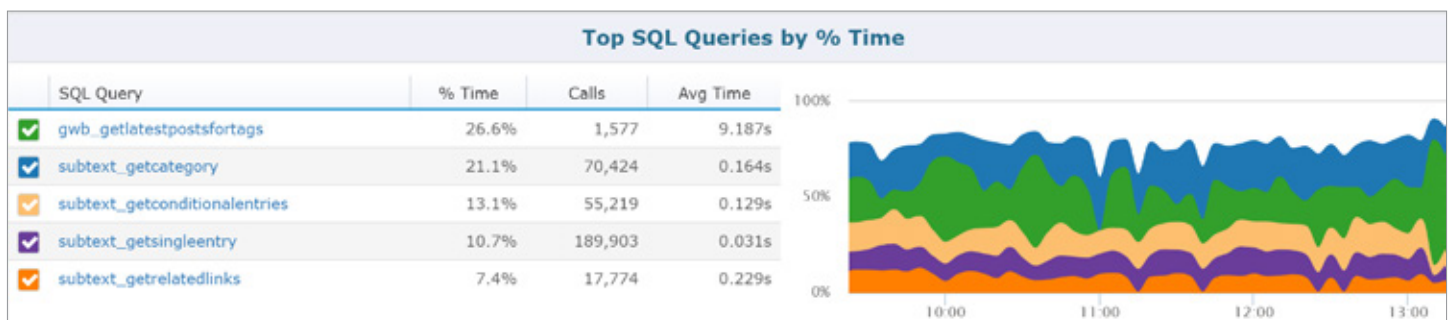 Top SQL Queries by % Time
SQL Query % Time Calls Avg Time
gwb_getlatestpostsfortags 26.6% 1,577 9.187s
subtext_getcategory 21.1% 70,424 0.164s
subtext_getconditionalentries 13.1% 55,219 0.129s
subtext_getsingleentry 10.7% 189,903 0.031s
subtext_getrelatedlinks 7.4% 17,774 0.229s
100%
50%
0%
10:00 11:00 12:00 13:00